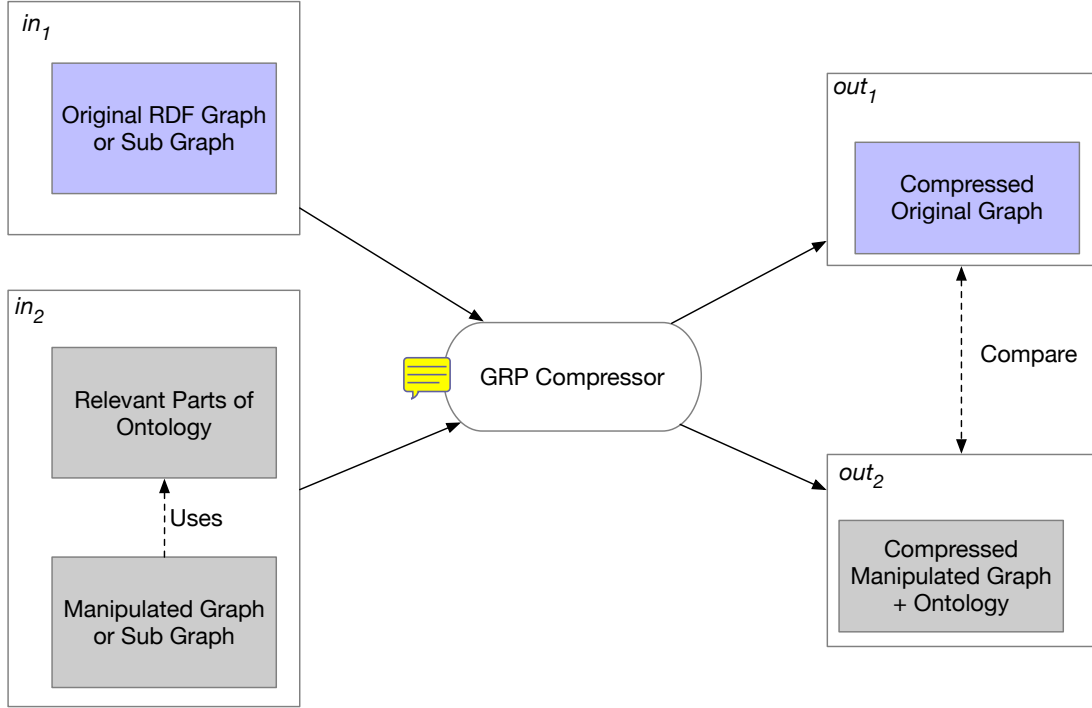 in₁
Original RDF Graph
or Sub Graph
in₂
Relevant Parts of
Ontology
Uses
Manipulated Graph
or Sub Graph
GRP Compressor
out₁
Compressed
Original Graph
Compare
out₂
Compressed
Manipulated Graph
+ Ontology